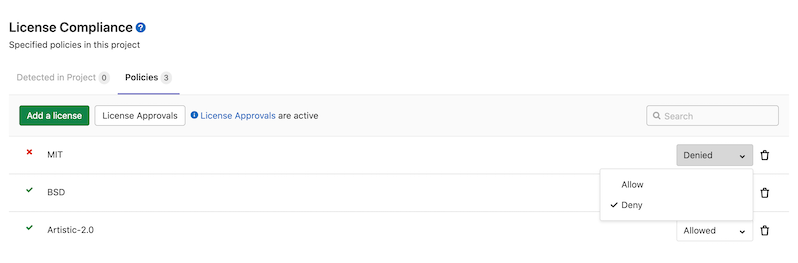 License Compliance ?
Specified policies in this project
Detected in Project 0 Policies 3
Add a license License Approvals License Approvals are active Search
MIT Denied
Allow
BSD
Deny
Artistic-2.0 Allowed